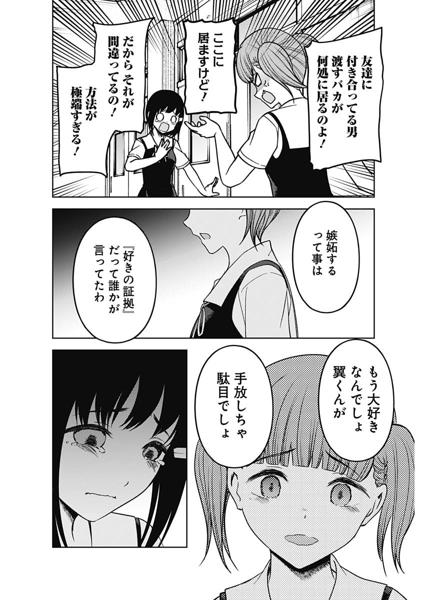 友達に
付き合ってる男
渡すバカが
何処に居るのよ!
ここに
居ますけど!
だからそれが
間違ってるの!
方法が
極端すぎる!
嫉妬する
って事は
『好きの証拠』
だって誰かが
言ってたわ
もう大好き
なんでしょ
翼くんが
手放しちゃ
駄目でしょ